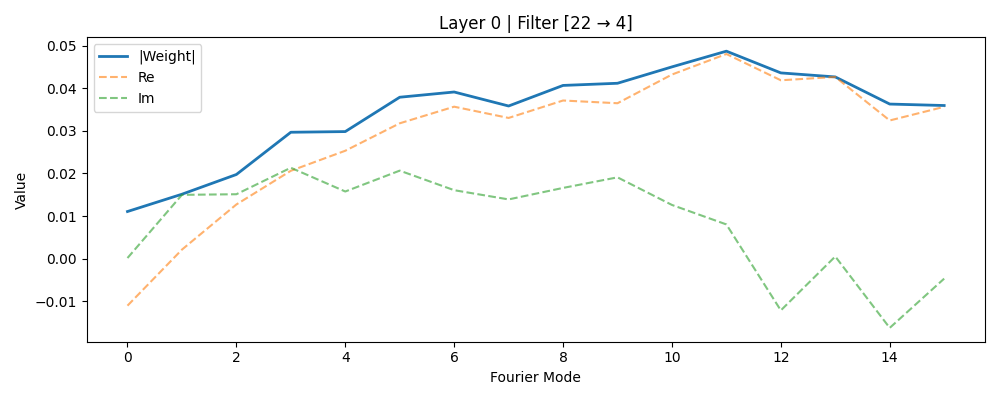 Layer 0 | Filter [22 → 4]
|Weight|
Re
Im
Value
0.05
0.04
0.03
0.02
0.01
0.00
−0.01
0 2 4 6 8 10 12 14
Fourier Mode